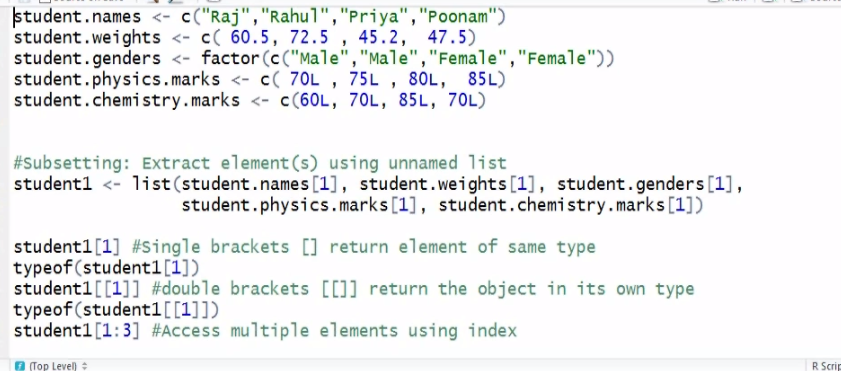 student.names <- c("Raj","Rahul","Priya","Poonam")
student.weights <- c( 60.5, 72.5 , 45.2,  47.5)
student.genders <- factor(c("Male","Male","Female","Female"))
student.physics.marks <- c( 70L , 75L , 80L,  85L)
student.chemistry.marks <- c(60L, 70L, 85L, 70L)
#Subsetting: Extract element(s) using unnamed list
student1 <- list(student.names[1], student.weights[1], student.genders[1],
student.physics.marks[1], student.chemistry.marks[1])
student1[1] #Single brackets [] return element of same type
typeof(student1[1])
student1[[1]] #double brackets [[]] return the object in its own type
typeof(student1[[1]])
student1[1:3] #Access multiple elements using index
(Top Level) R Scrip